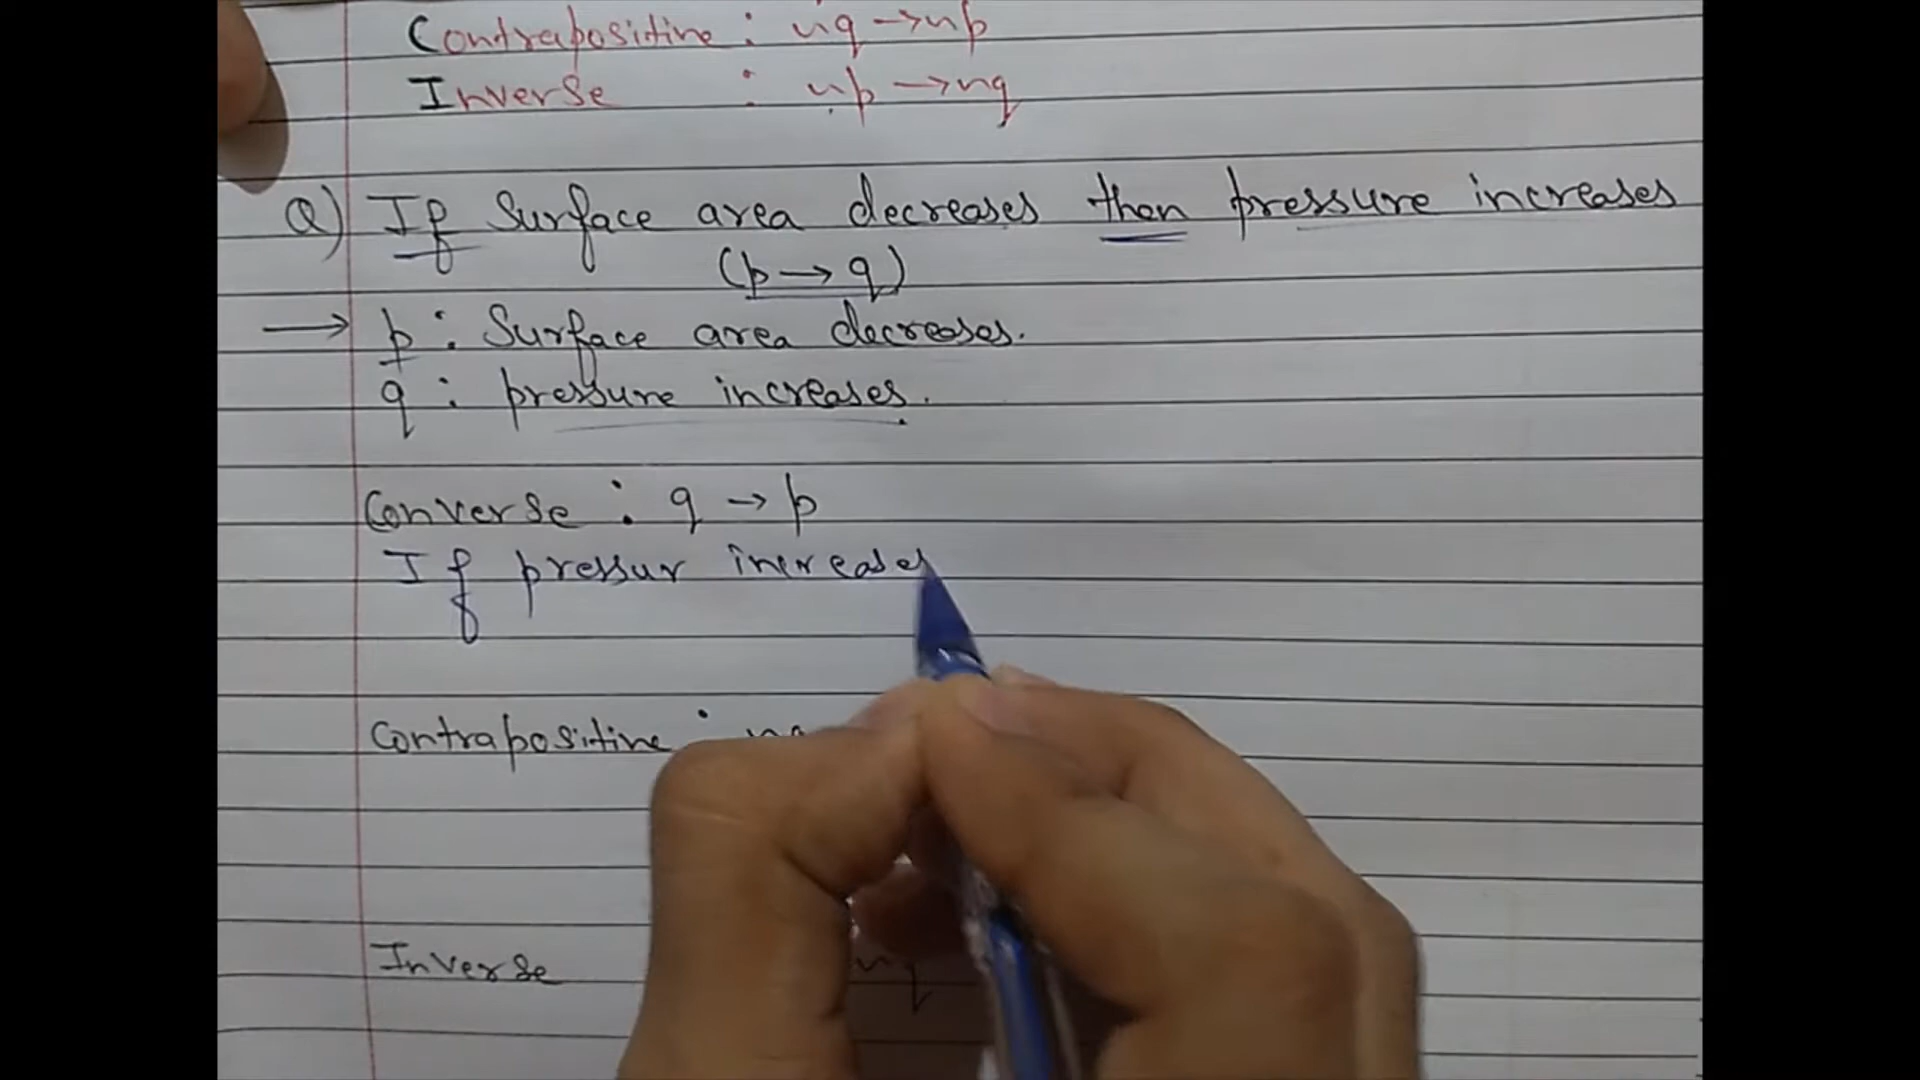 Contrapositive : ~q → ~p
Inverse : ~p → ~q
Q) If Surface area decreases then pressure increases
(p → q)
→ p : Surface area decreases.
q : pressure increases.
Converse : q → p
If pressur increases
Contrapositive : ~q
Inverse ~q